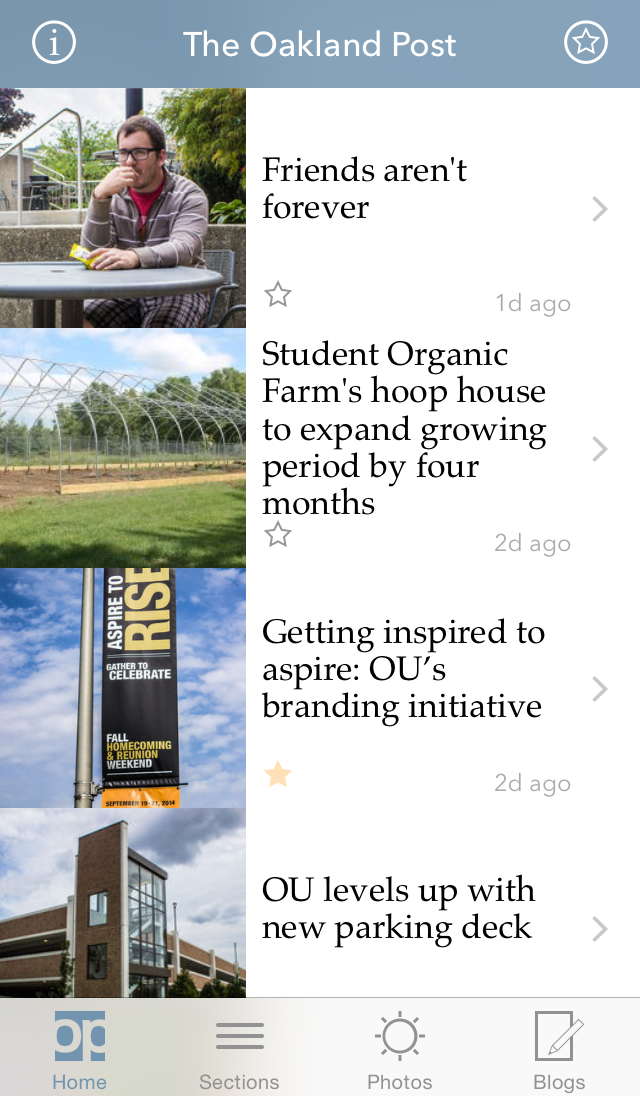 The Oakland Post
Friends aren't
forever
1d ago
Student Organic
Farm's hoop house
to expand growing
period by four
months
2d ago
ASPIRE TO
RISE
GATHER TO
CELEBRATE
FALL
HOMECOMING
& REUNION
WEEKEND
SEPTEMBER 19-21, 2014
Getting inspired to
aspire: OU’s
branding initiative
2d ago
OU levels up with
new parking deck
op
Home
Sections
Photos
Blogs